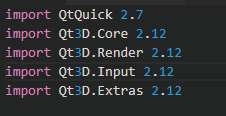 import QtQuick 2.7
import Qt3D.Core 2.12
import Qt3D.Render 2.12
import Qt3D.Input 2.12
import Qt3D.Extras 2.12